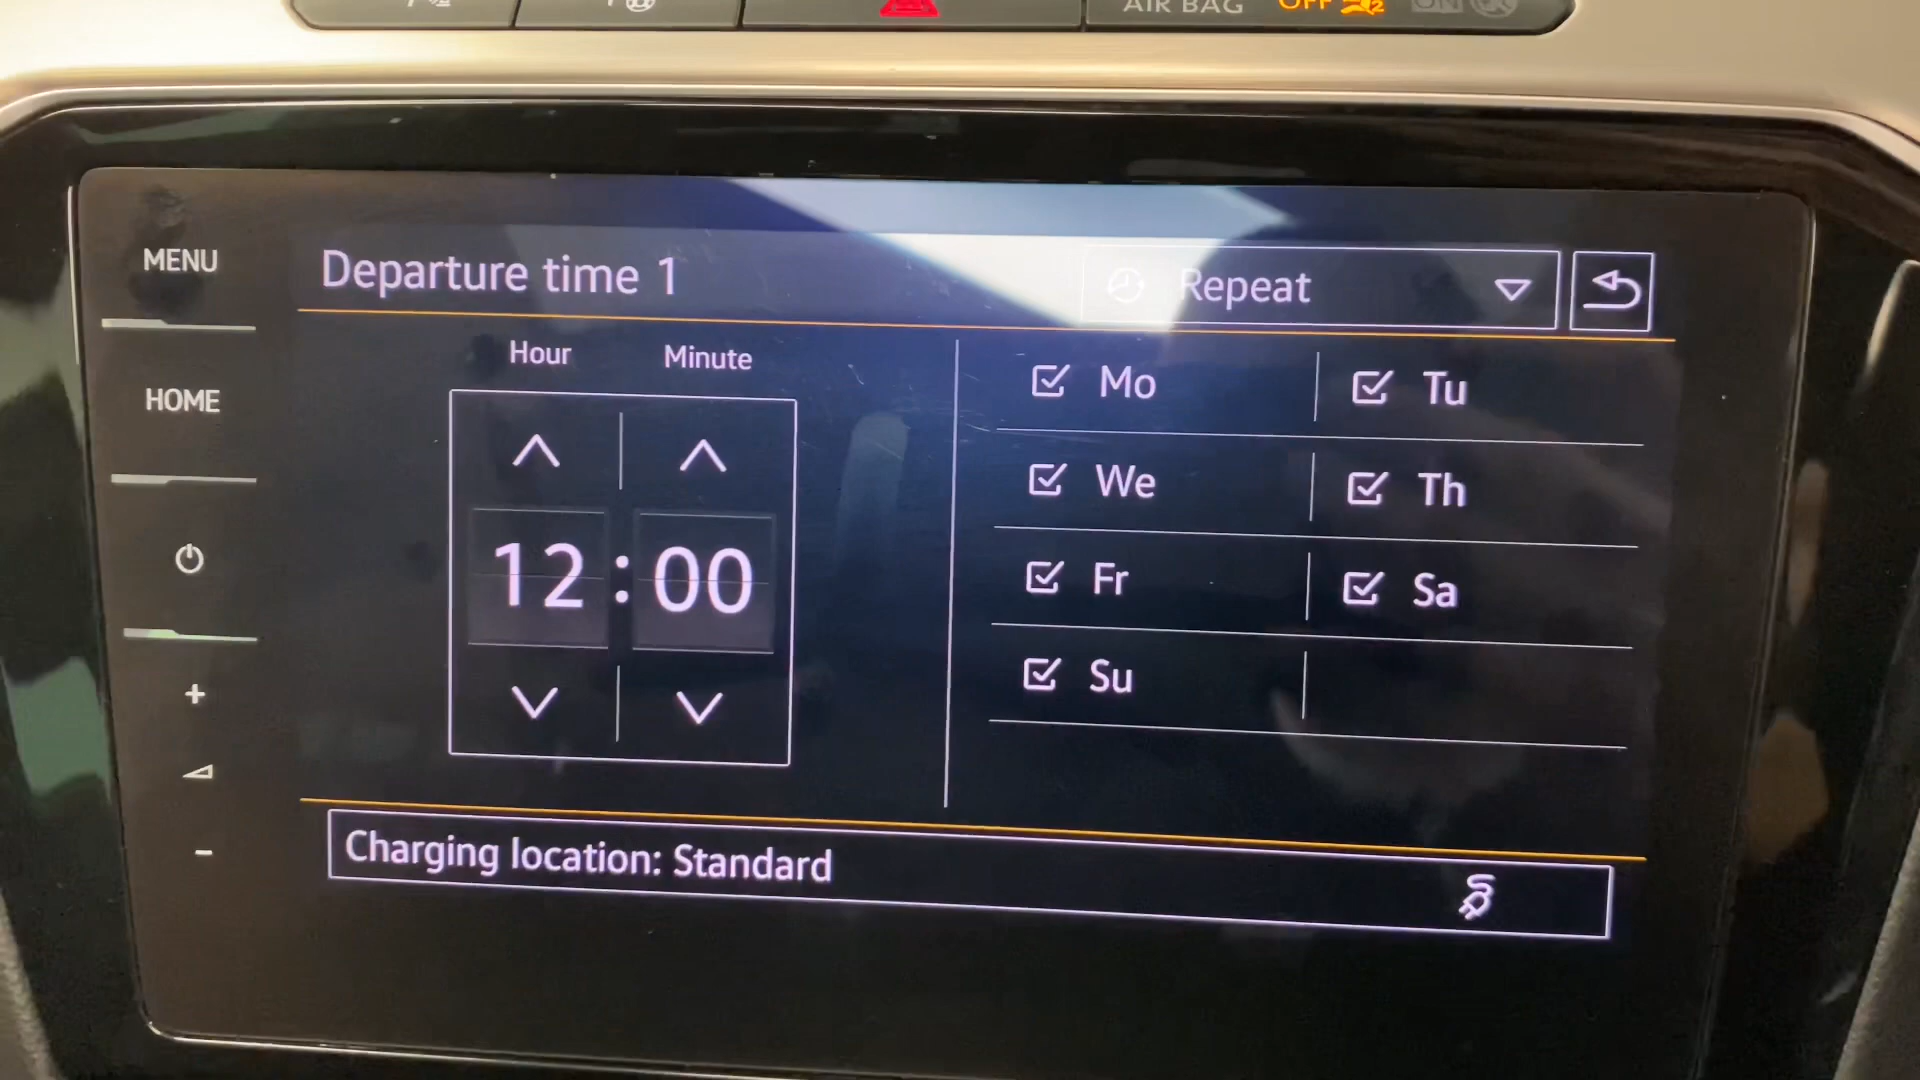 AIR BAG OFF ON
MENU
HOME
Departure time 1
Repeat
Hour Minute
12 : 00
Mo Tu
We Th
Fr Sa
Su
+
-
Charging location: Standard